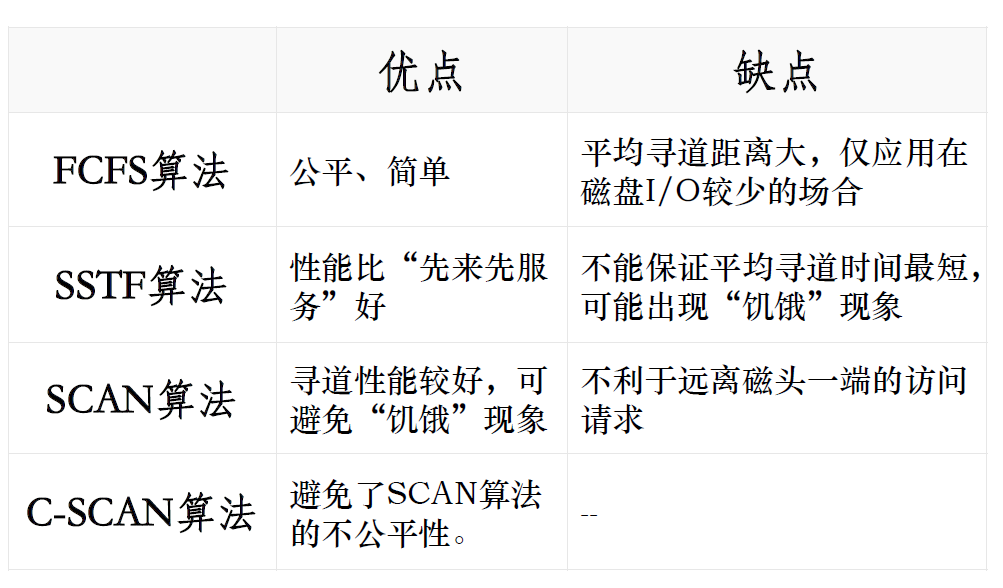 优点
缺点
FCFS算法
公平、简单
平均寻道距离大，仅应用在
磁盘I/O较少的场合
SSTF算法
性能比“先来先服
务”好
不能保证平均寻道时间最短，
可能出现“饥饿”现象
SCAN算法
寻道性能较好，可
避免“饥饿”现象
不利于远离磁头一端的访问
请求
C-SCAN算法
避免了SCAN算法
的不公平性。
--